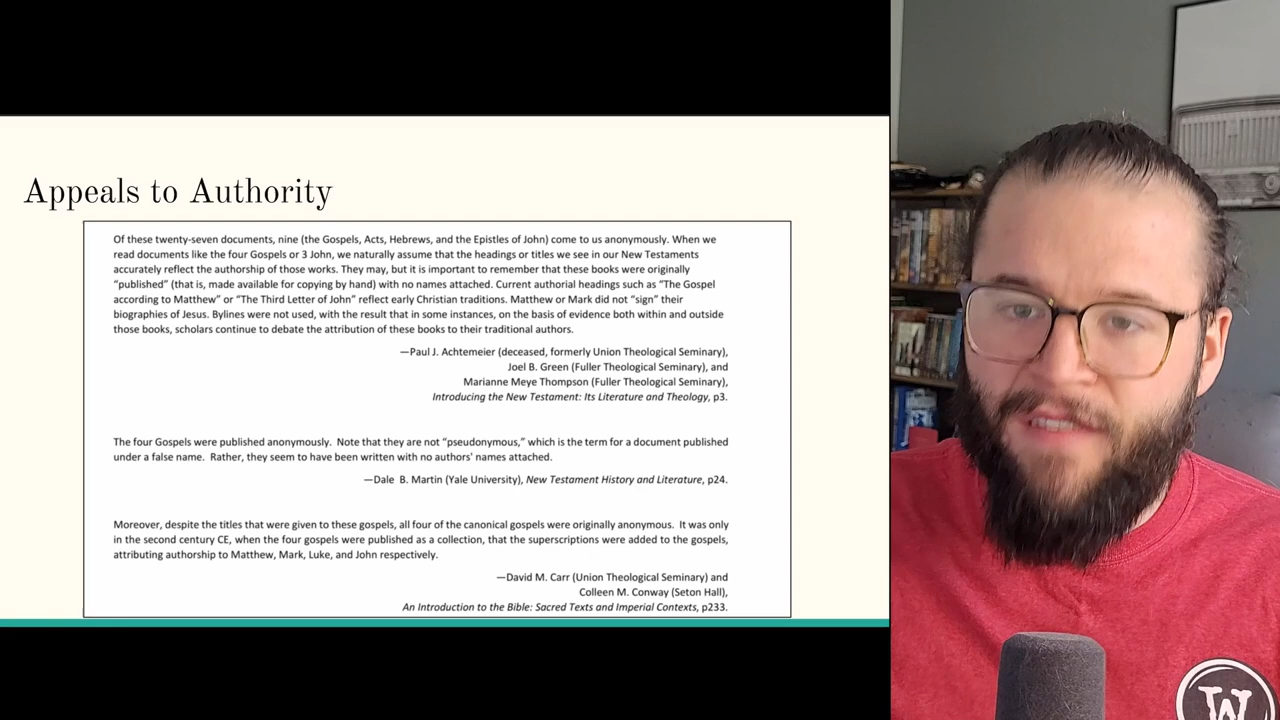 Appeals to Authority
Of these twenty-seven documents, nine (the Gospels, Acts, Hebrews, and the Epistles of John) come to us anonymously. When we
read documents like the four Gospels or 3 John, we naturally assume that the headings or titles we see in our New Testaments
accurately reflect the authorship of those works. They may, but it is important to remember that these books were originally
“published” (that is, made available for copying by hand) with no names attached. Current authorial headings such as “The Gospel
according to Matthew” or “The Third Letter of John” reflect early Christian traditions. Matthew or Mark did not “sign” their
biographies of Jesus. Bylines were not used, with the result that in some instances, on the basis of evidence both within and outside
those books, scholars continue to debate the attribution of these books to their traditional authors.
—Paul J. Achtemeier (deceased, formerly Union Theological Seminary),
Joel B. Green (Fuller Theological Seminary), and
Marianne Meye Thompson (Fuller Theological Seminary),
Introducing the New Testament: Its Literature and Theology, p3.
The four Gospels were published anonymously. Note that they are not “pseudonymous,” which is the term for a document published
under a false name. Rather, they seem to have been written with no authors' names attached.
—Dale B. Martin (Yale University), New Testament History and Literature, p24.
Moreover, despite the titles that were given to these gospels, all four of the canonical gospels were originally anonymous. It was only
in the second century CE, when the four gospels were published as a collection, that the superscriptions were added to the gospels,
attributing authorship to Matthew, Mark, Luke, and John respectively.
—David M. Carr (Union Theological Seminary) and
Colleen M. Conway (Seton Hall),
An Introduction to the Bible: Sacred Texts and Imperial Contexts, p233.
W